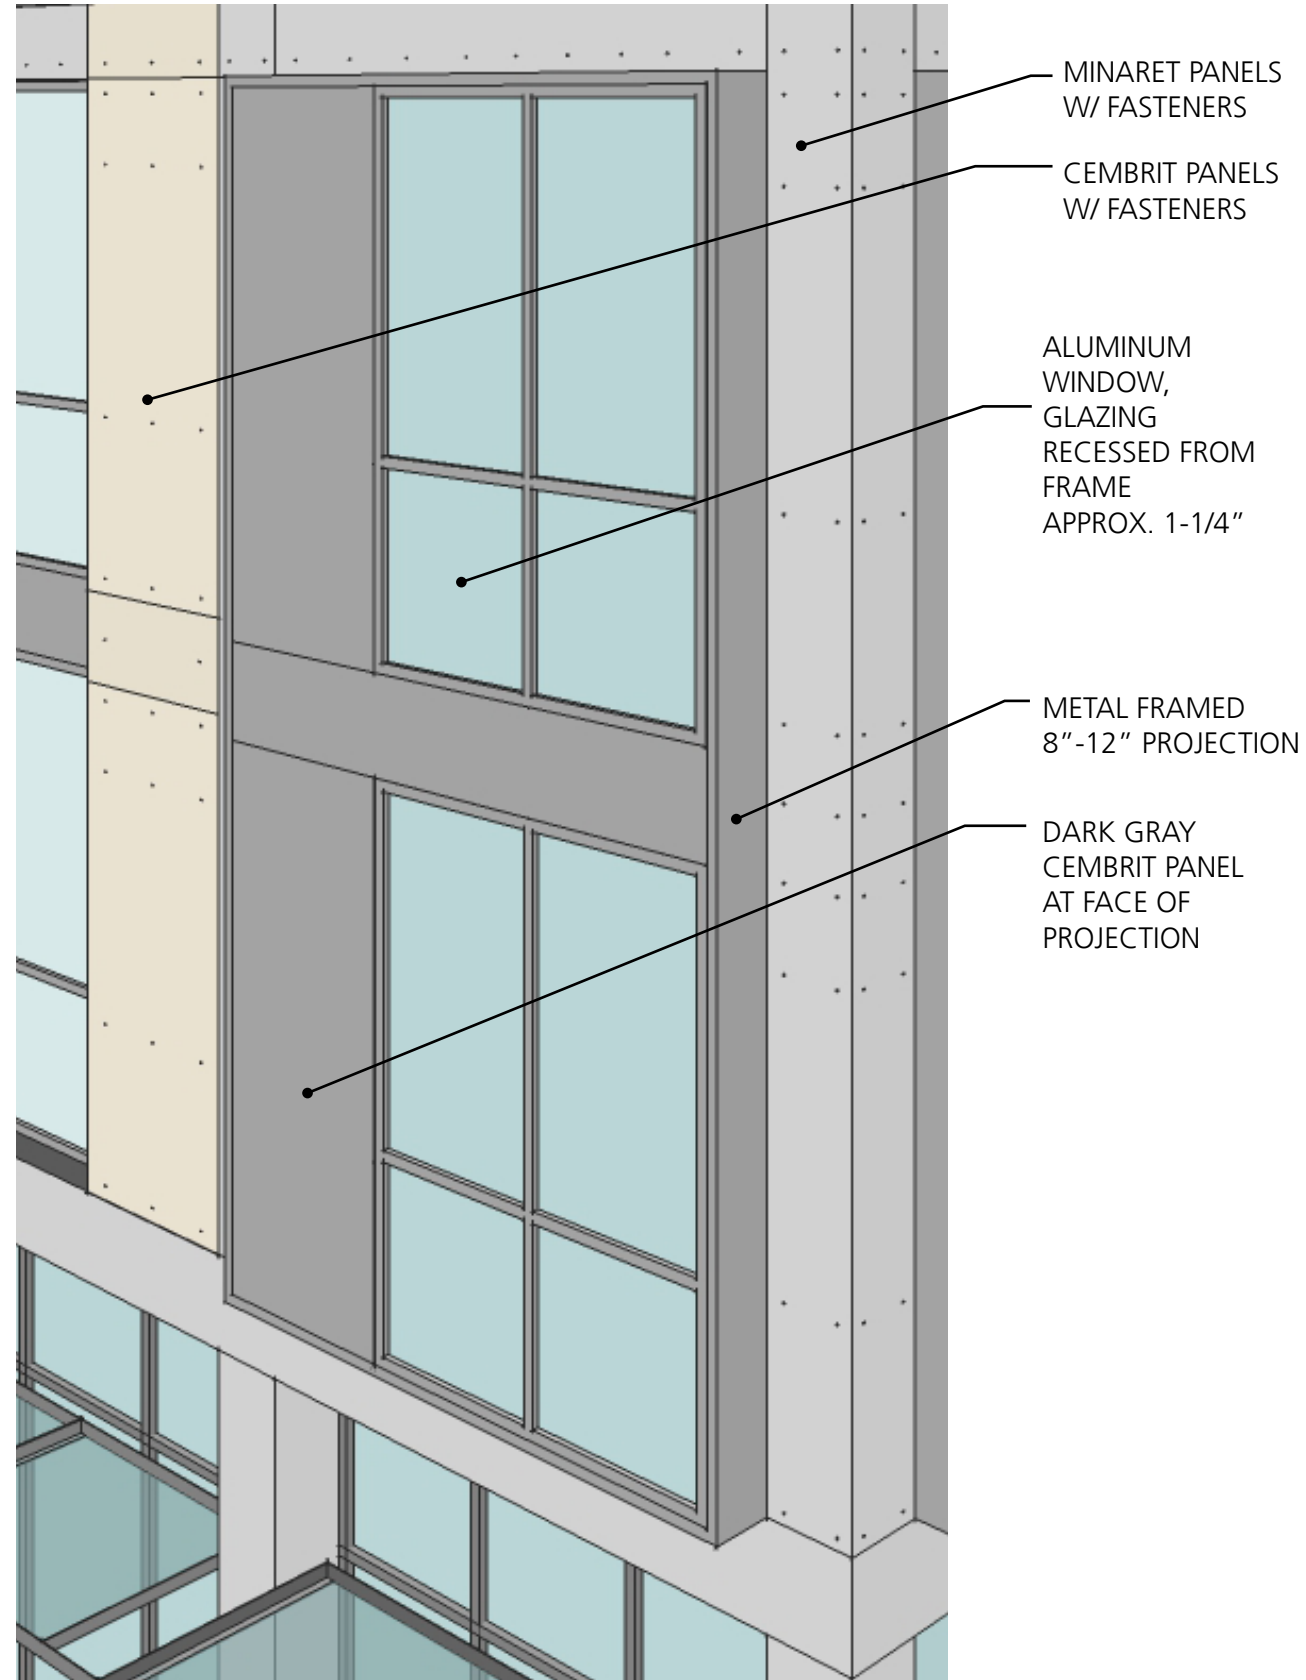 MINARET PANELS
W/ FASTENERS
CEMBRIT PANELS
W/ FASTENERS
ALUMINUM
WINDOW,
GLAZING
RECESSED FROM
FRAME
APPROX. 1-1/4”
METAL FRAMED
8”-12” PROJECTION
DARK GRAY
CEMBRIT PANEL
AT FACE OF
PROJECTION